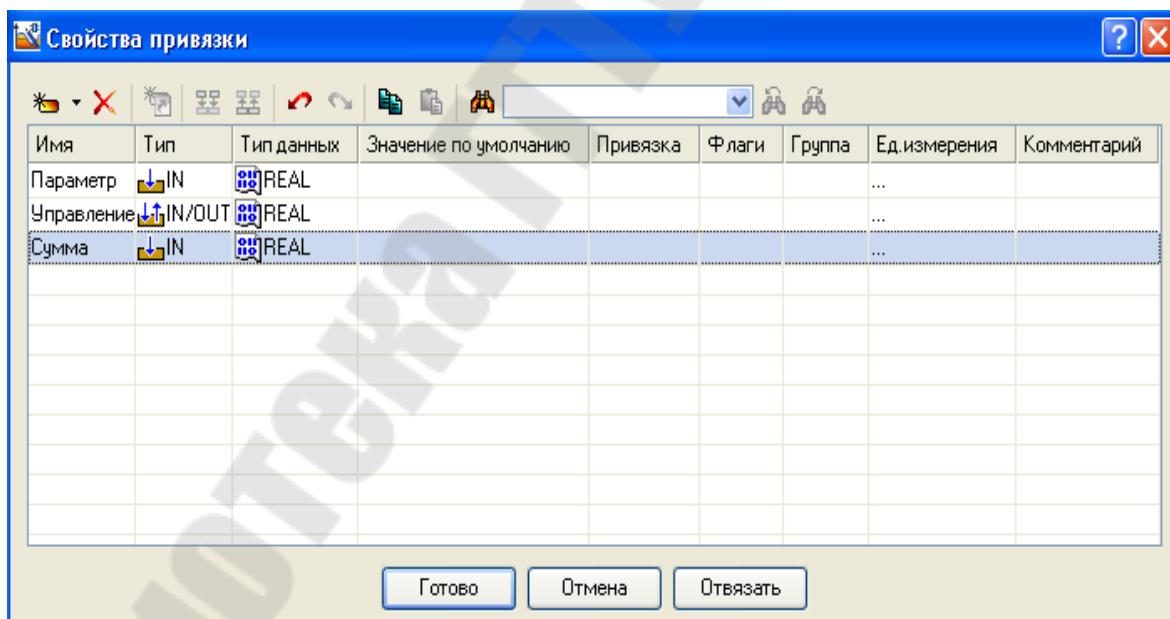 Свойства привязки
Имя Тип Тип данных Значение по умолчанию Привязка Флаги Группа Ед.измерения Комментарий
Параметр IN REAL ...
Управление IN/OUT REAL ...
Сумма IN REAL ...
Готово Отмена Отвязать